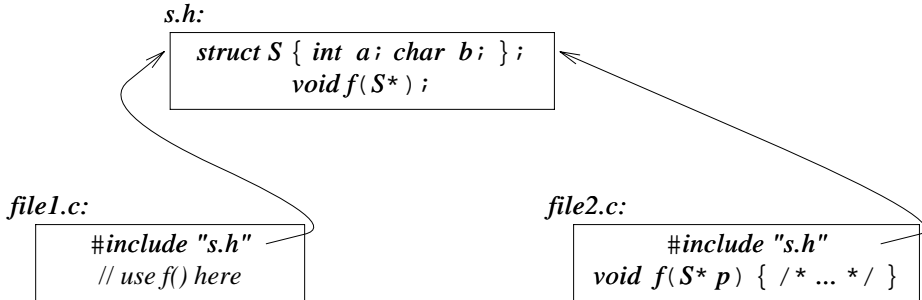 s.h:
struct S { int a; char b; };
void f(S*);
file1.c:
#include "s.h"
// use f() here
file2.c:
#include "s.h"
void f(S* p) { /* ... */ }